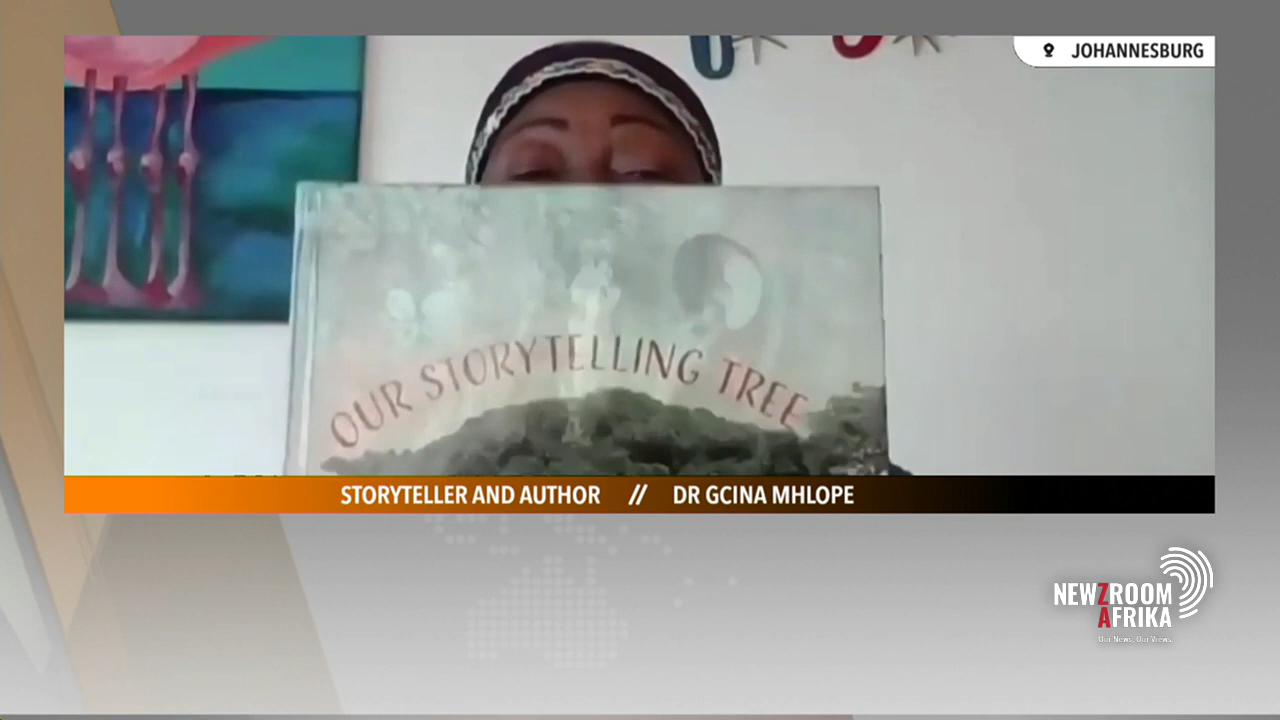 JOHANNESBURG
OUR STORYTELLING TREE
STORYTELLER AND AUTHOR // DR GCINA MHLOPE
NEWZROOM
AFRIKA
Our News, Our Views.